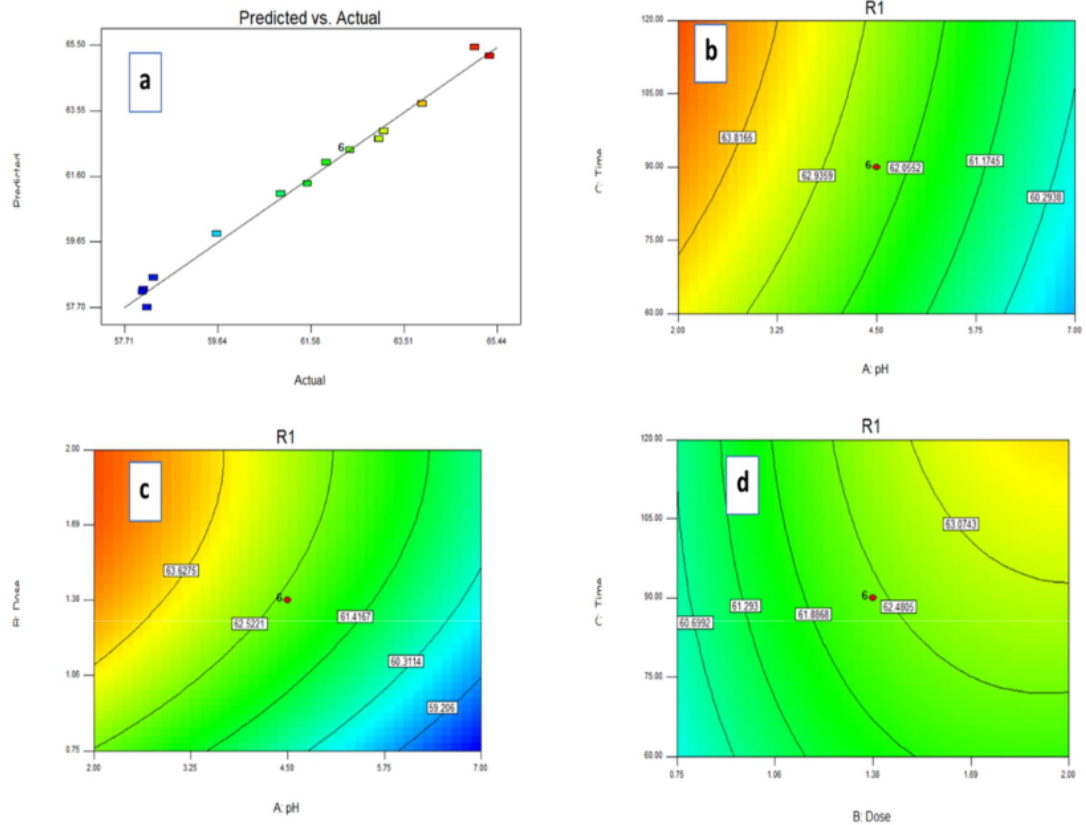 Predicted vs. Actual
a
65.50
63.55
61.60
59.65
57.70
6
57.71 59.64 61.58 63.51 65.44
Predicted
Actual
R1
b
120.00
105.00
90.00
75.00
60.00
63.8165
62.9359
6
62.0552
61.1745
60.2938
2.00 3.25 4.50 5.75 7.00
C: Time
A: pH
R1
c
2.00
1.69
1.38
1.06
0.75
63.6275
62.5221
6
61.4167
60.3114
59.206
2.00 3.25 4.50 5.75 7.00
B: Dose
A: pH
R1
d
120.00
105.00
90.00
75.00
60.00
60.6992
61.293
61.8868
6
62.4805
63.0743
0.75 1.06 1.38 1.69 2.00
C: Time
B: Dose